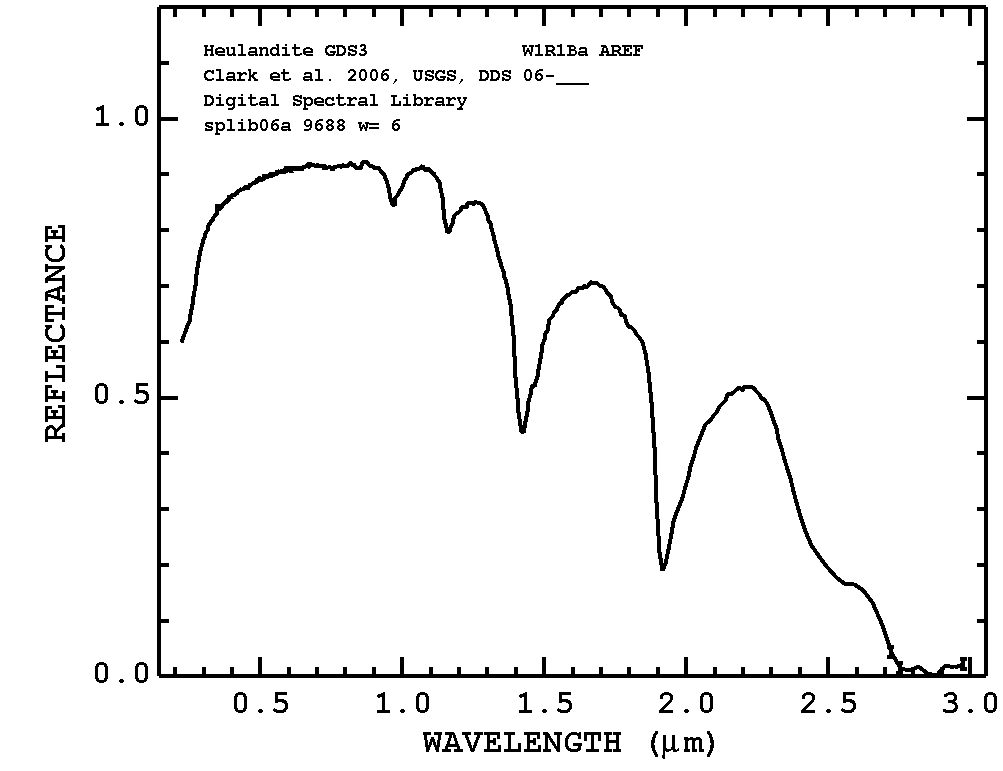 Heulandite GDS3 W1R1Ba AREF
Clark et al. 2006, USGS, DDS 06-___
Digital Spectral Library
splib06a 9688 w= 6
1.0
0.5
0.0
REFLECTANCE
0.5 1.0 1.5 2.0 2.5 3.0
WAVELENGTH (μm)